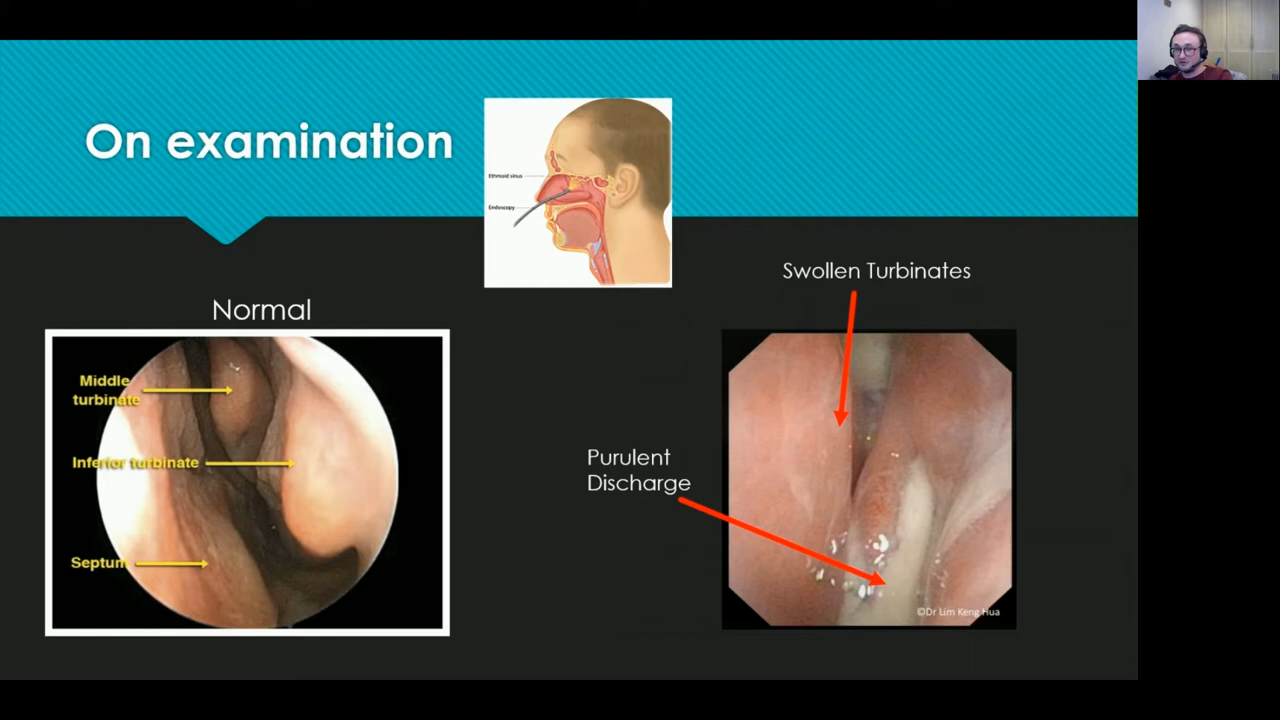 On examination
Ethmoid sinus
Endoscopy
Normal
Middle
turbinate
Inferior turbinate
Septum
Swollen Turbinates
Purulent
Discharge
©Dr Lim Keng Hua